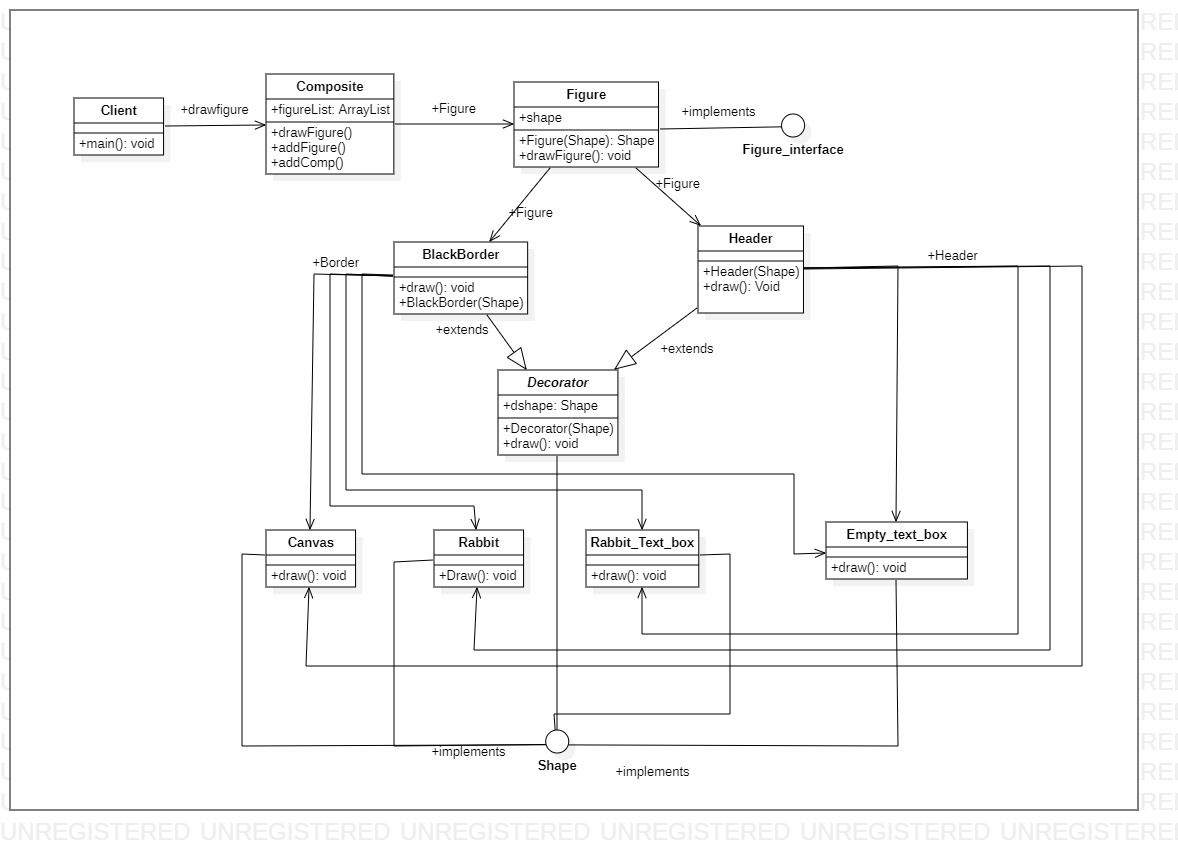 Client
+main(): void
+drawfigure
Composite
+figureList: ArrayList
+drawFigure()
+addFigure()
+addComp()
+Figure
Figure
+shape
+Figure(Shape): Shape
+drawFigure(): void
+implements
Figure_interface
+Figure
+Figure
+Border
BlackBorder
+draw(): void
+BlackBorder(Shape)
Header
+Header(Shape)
+draw(): Void
+Header
+extends
+extends
Decorator
+dshape: Shape
+Decorator(Shape)
+draw(): void
Canvas
+draw(): void
Rabbit
+Draw(): void
Rabbit_Text_box
+draw(): void
Empty_text_box
+draw(): void
+implements
Shape
+implements
UNREGISTERED UNREGISTERED UNREGISTERED UNREGISTERED UNREGISTERED UNREGISTERE